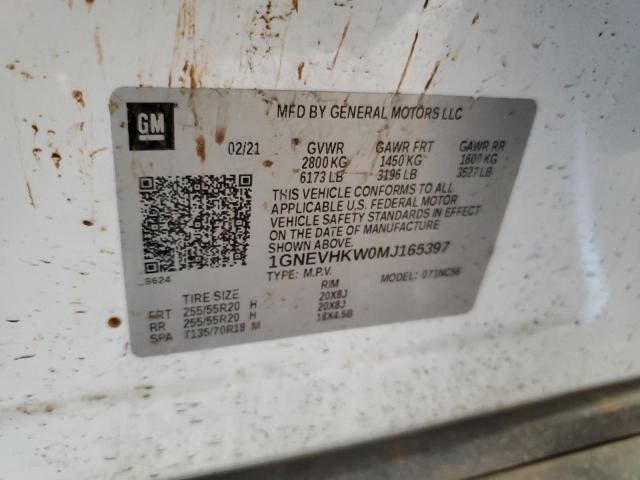 GM
MFD BY GENERAL MOTORS LLC
02/21 GVWR GAWR FRT GAWR RR
2800 KG 1450 KG 1600 KG
6173 LB 3196 LB 3527 LB
THIS VEHICLE CONFORMS TO ALL
APPLICABLE U.S. FEDERAL MOTOR
VEHICLE SAFETY STANDARDS IN EFFECT ON
THE DATE OF MANUFACTURE SHOWN ABOVE.
1GNEVHKW0MJ165397
TYPE: M.P.V. MODEL: 071NC56
S624
TIRE SIZE RIM
FRT 255/55R20 H 20X8J
RR 255/55R20 H 20X8J
SPA T135/70R18 M 18X4.5B